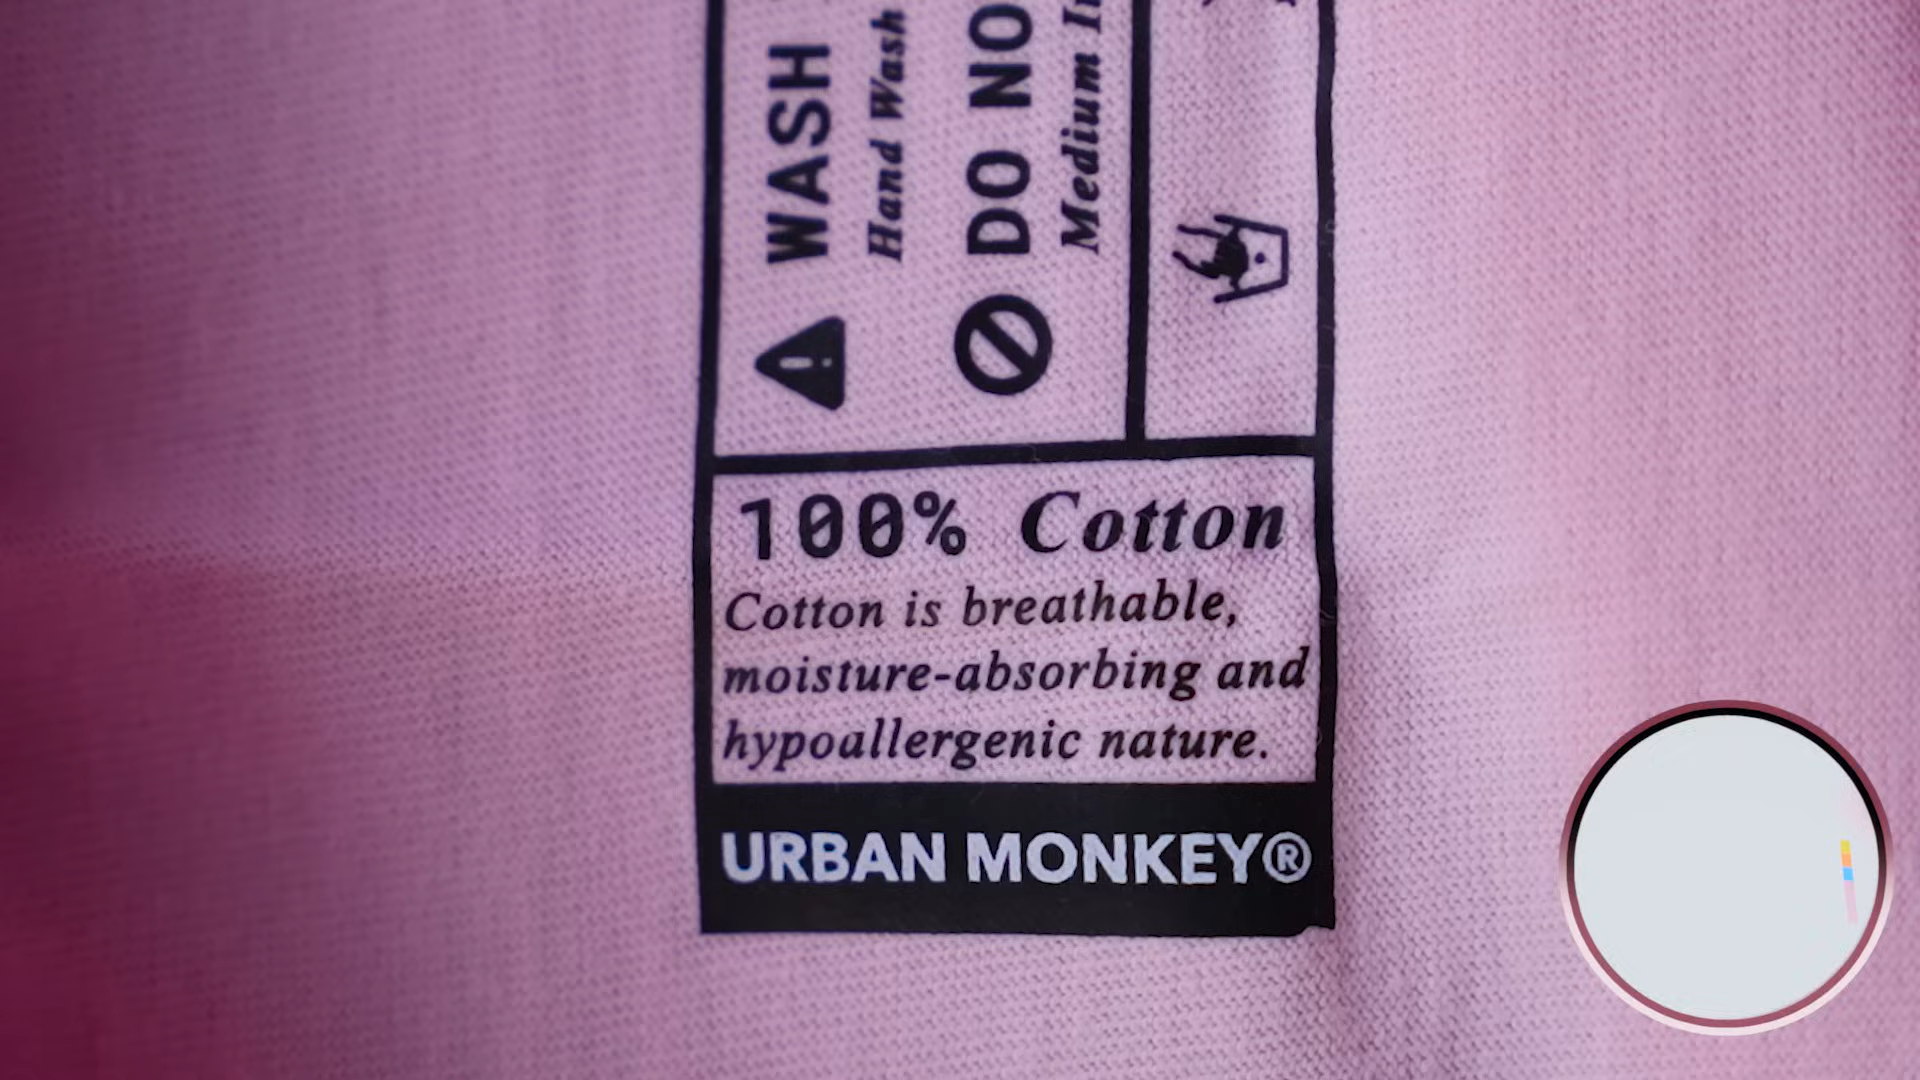 WASH
Hand Wash
DO NO
Medium
100% Cotton
Cotton is breathable,
moisture-absorbing and
hypoallergenic nature.
URBAN MONKEY®